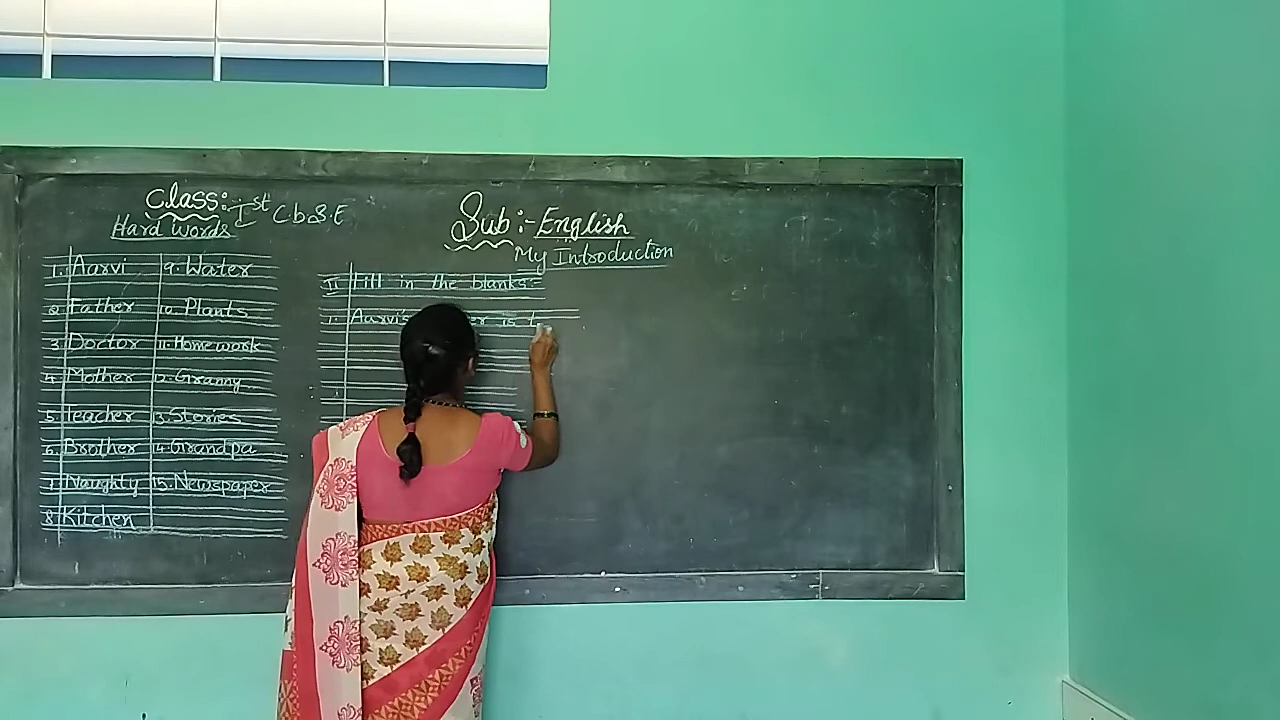 Class:- Ist C.b.S.E
Hard Words
1. Aarvi
2. Father
3. Doctor
4. Mother
5. Teacher
6. Brother
7. Naughty
8. Kitchen
9. Water
10. Plants
11. Homework
12. Granny
13. Stories
14. Grandpa
15. Newspaper
Sub:- English
My Introduction
II Fill in the blanks:-
1. Aarvi's is